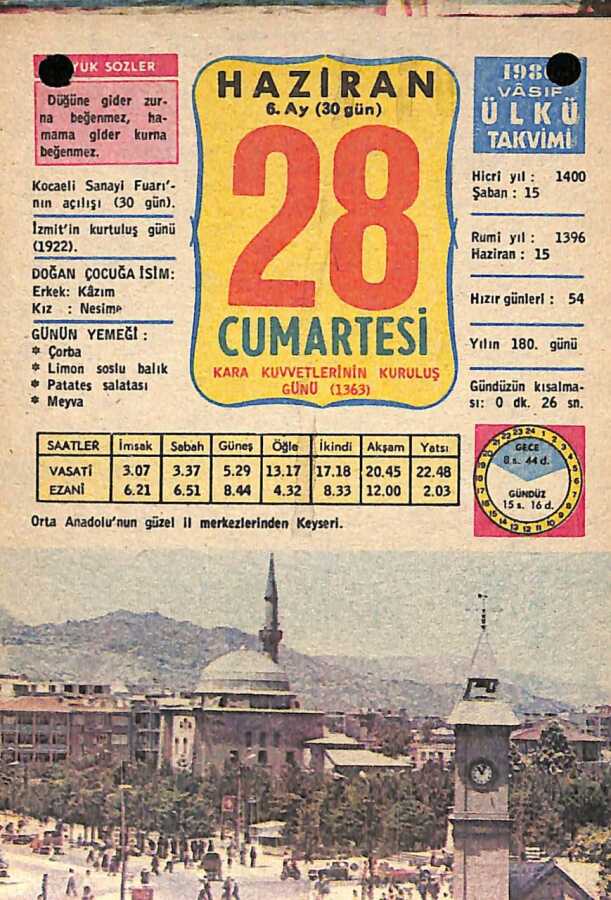 YÜK SÖZLER
Düğüne gider zur-
na beğenmez, ha-
mama gider kurna
beğenmez.
Kocaeli Sanayi Fuarı'-
nın açılışı (30 gün).
İzmit'in kurtuluş günü
(1922).
DOĞAN ÇOCUĞA İSİM:
Erkek: Kâzım
Kız : Nesime
GÜNÜN YEMEĞİ :
* Çorba
* Limon soslu balık
* Patates salatası
* Meyva
HAZİRAN
6. Ay (30 gün)
28
CUMARTESİ
KARA KUVVETLERİNİN KURULUŞ
GÜNÜ (1363)
198
VÂSIF
ÜLKÜ
TAKVİMİ
Hicrî yıl : 1400
Şaban : 15
Rumi yıl : 1396
Haziran : 15
Hızır günleri : 54
Yılın 180. günü
Gündüzün kısalma-
sı: 0 dk. 26 sn.
SAATLER İmsak Sabah Güneş Öğle İkindi Akşam Yatsı
VASATİ 3.07 3.37 5.29 13.17 17.18 20.45 22.48
EZANİ 6.21 6.51 8.44 4.32 8.33 12.00 2.03
GECE
8 s. 44 d.
GÜNDÜZ
15 s. 16 d.
Orta Anadolu'nun güzel il merkezlerinden Keyseri.